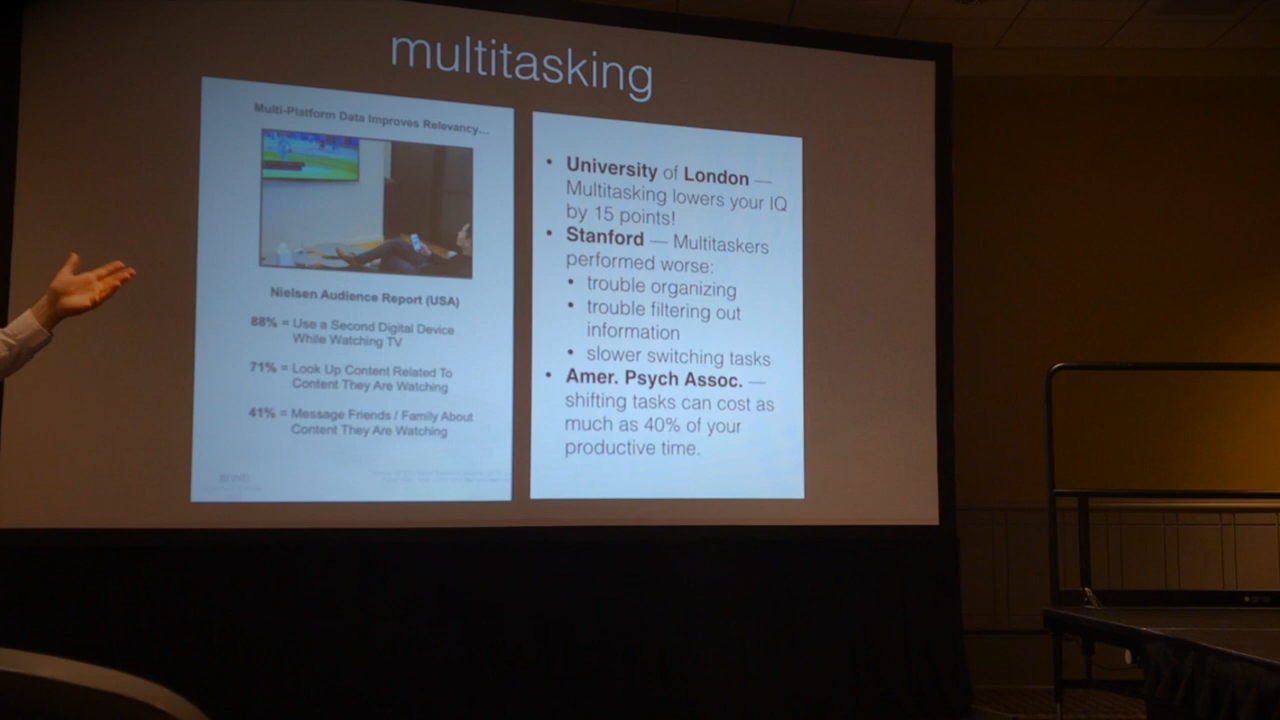 multitasking
Multi-Platform Data Improves Relevancy...
Nielsen Audience Report (USA)
88% = Use a Second Digital Device
While Watching TV
71% = Look Up Content Related To
Content They Are Watching
41% = Message Friends / Family About
Content They Are Watching
• University of London —
Multitasking lowers your IQ
by 15 points!
• Stanford — Multitaskers
performed worse:
• trouble organizing
• trouble filtering out
information
• slower switching tasks
• Amer. Psych Assoc. —
shifting tasks can cost as
much as 40% of your
productive time.